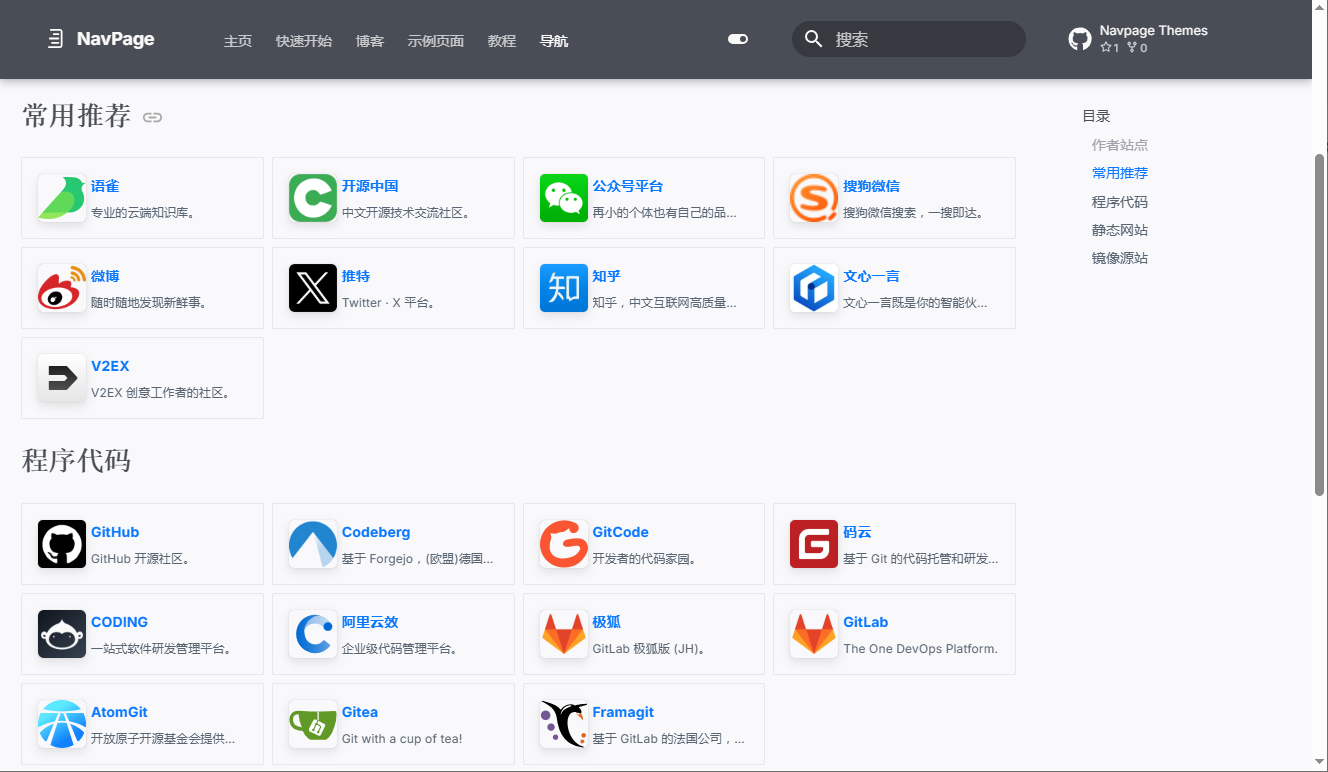 NavPage
主页 快速开始 博客 示例页面 教程 导航
搜索
Navpage Themes
1 0
常用推荐
语雀
专业的云端知识库。
开源中国
中文开源技术交流社区。
公众号平台
再小的个体也有自己的品...
搜狗微信
搜狗微信搜索，一搜即达。
微博
随时随地发现新鲜事。
推特
Twitter · X 平台。
知
知乎
知乎，中文互联网高质量...
文心一言
文心一言既是你的智能伙...
V2EX
V2EX 创意工作者的社区。
程序代码
GitHub
GitHub 开源社区。
Codeberg
基于 Forgejo，(欧盟)德国...
GitCode
开发者的代码家园。
码云
基于 Git 的代码托管和研发...
CODING
一站式软件研发管理平台。
阿里云效
企业级代码管理平台。
极狐
GitLab 极狐版 (JH)。
GitLab
The One DevOps Platform.
AtomGit
开放原子开源基金会提供...
Gitea
Git with a cup of tea!
Framagit
基于 GitLab 的法国公司，...
目录
作者站点
常用推荐
程序代码
静态网站
镜像源站